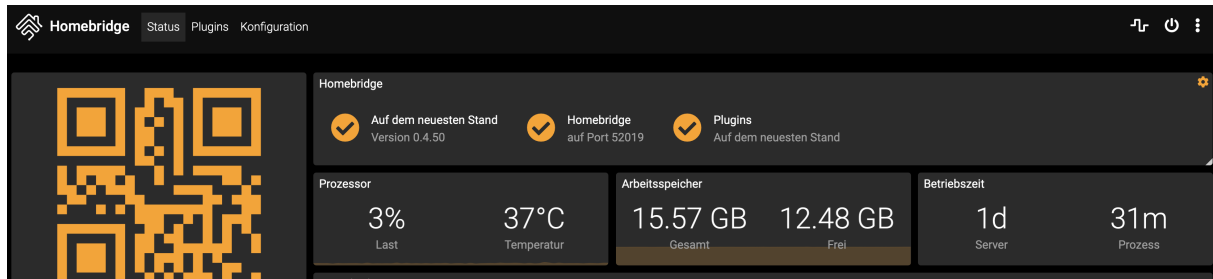 Homebridge Status Plugins Konfiguration
Homebridge
Auf dem neuesten Stand
Version 0.4.50
Homebridge
auf Port 52019
Plugins
Auf dem neuesten Stand
Prozessor
3%
Last
37°C
Temperatur
Arbeitsspeicher
15.57 GB
Gesamt
12.48 GB
Frei
Betriebszeit
1d
Server
31m
Prozess